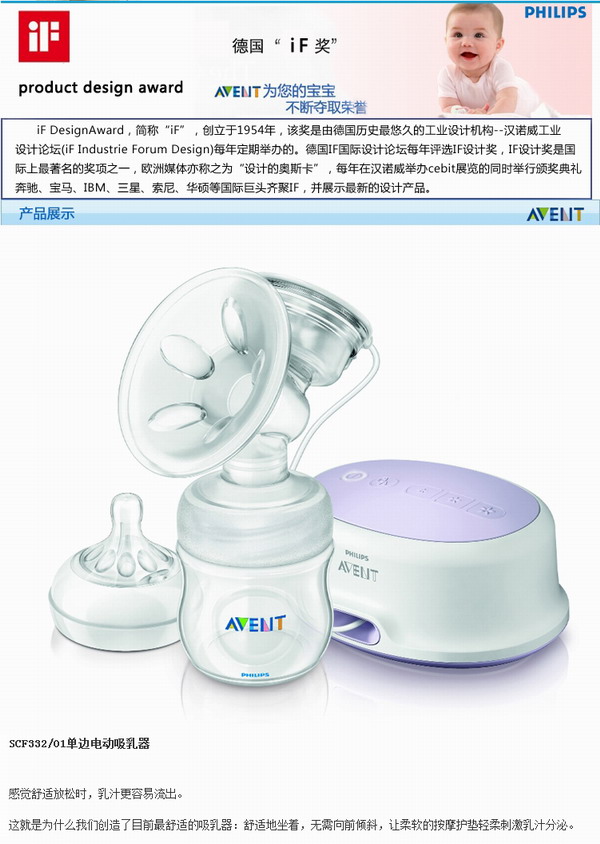 iF
PHILIPS
德国“ iF 奖”
product design award
AVENT为您的宝宝
不断夺取荣誉
iF DesignAward，简称“iF”，创立于1954年，该奖是由德国历史最悠久的工业设计机构--汉诺威工业
设计论坛(iF Industrie Forum Design)每年定期举办的。德国IF国际设计论坛每年评选IF设计奖，IF设计奖是国
际上最著名的奖项之一，欧洲媒体亦称之为“设计的奥斯卡”，每年在汉诺威举办cebit展览的同时举行颁奖典礼
奔驰、宝马、IBM、三星、索尼、华硕等国际巨头齐聚IF，并展示最新的设计产品。
产品展示
AVENT
PHILIPS
AVENT
AVENT
PHILIPS
SCF332/01单边电动吸乳器
感觉舒适放松时，乳汁更容易流出。
这就是为什么我们创造了目前最舒适的吸乳器：舒适地坐着，无需向前倾斜，让柔软的按摩护垫轻柔刺激乳汁分泌。